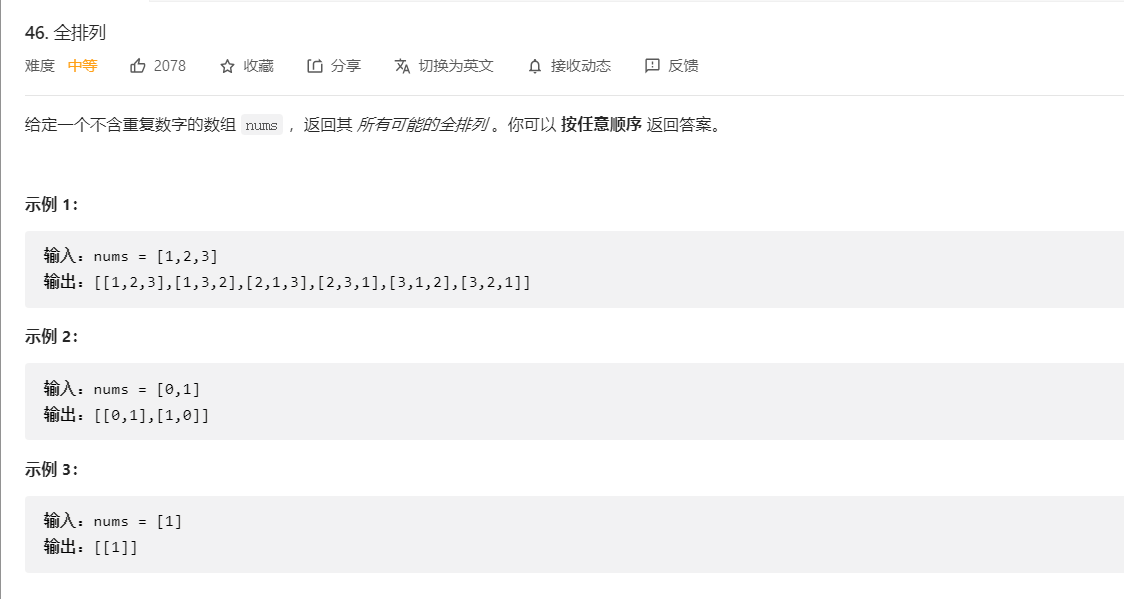 46. 全排列
难度 中等 2078 收藏 分享 切换为英文 接收动态 反馈
给定一个不含重复数字的数组 nums ，返回其 所有可能的全排列 。你可以 按任意顺序 返回答案。
示例 1：
输入：nums = [1,2,3]
输出：[[1,2,3],[1,3,2],[2,1,3],[2,3,1],[3,1,2],[3,2,1]]
示例 2：
输入：nums = [0,1]
输出：[[0,1],[1,0]]
示例 3：
输入：nums = [1]
输出：[[1]]